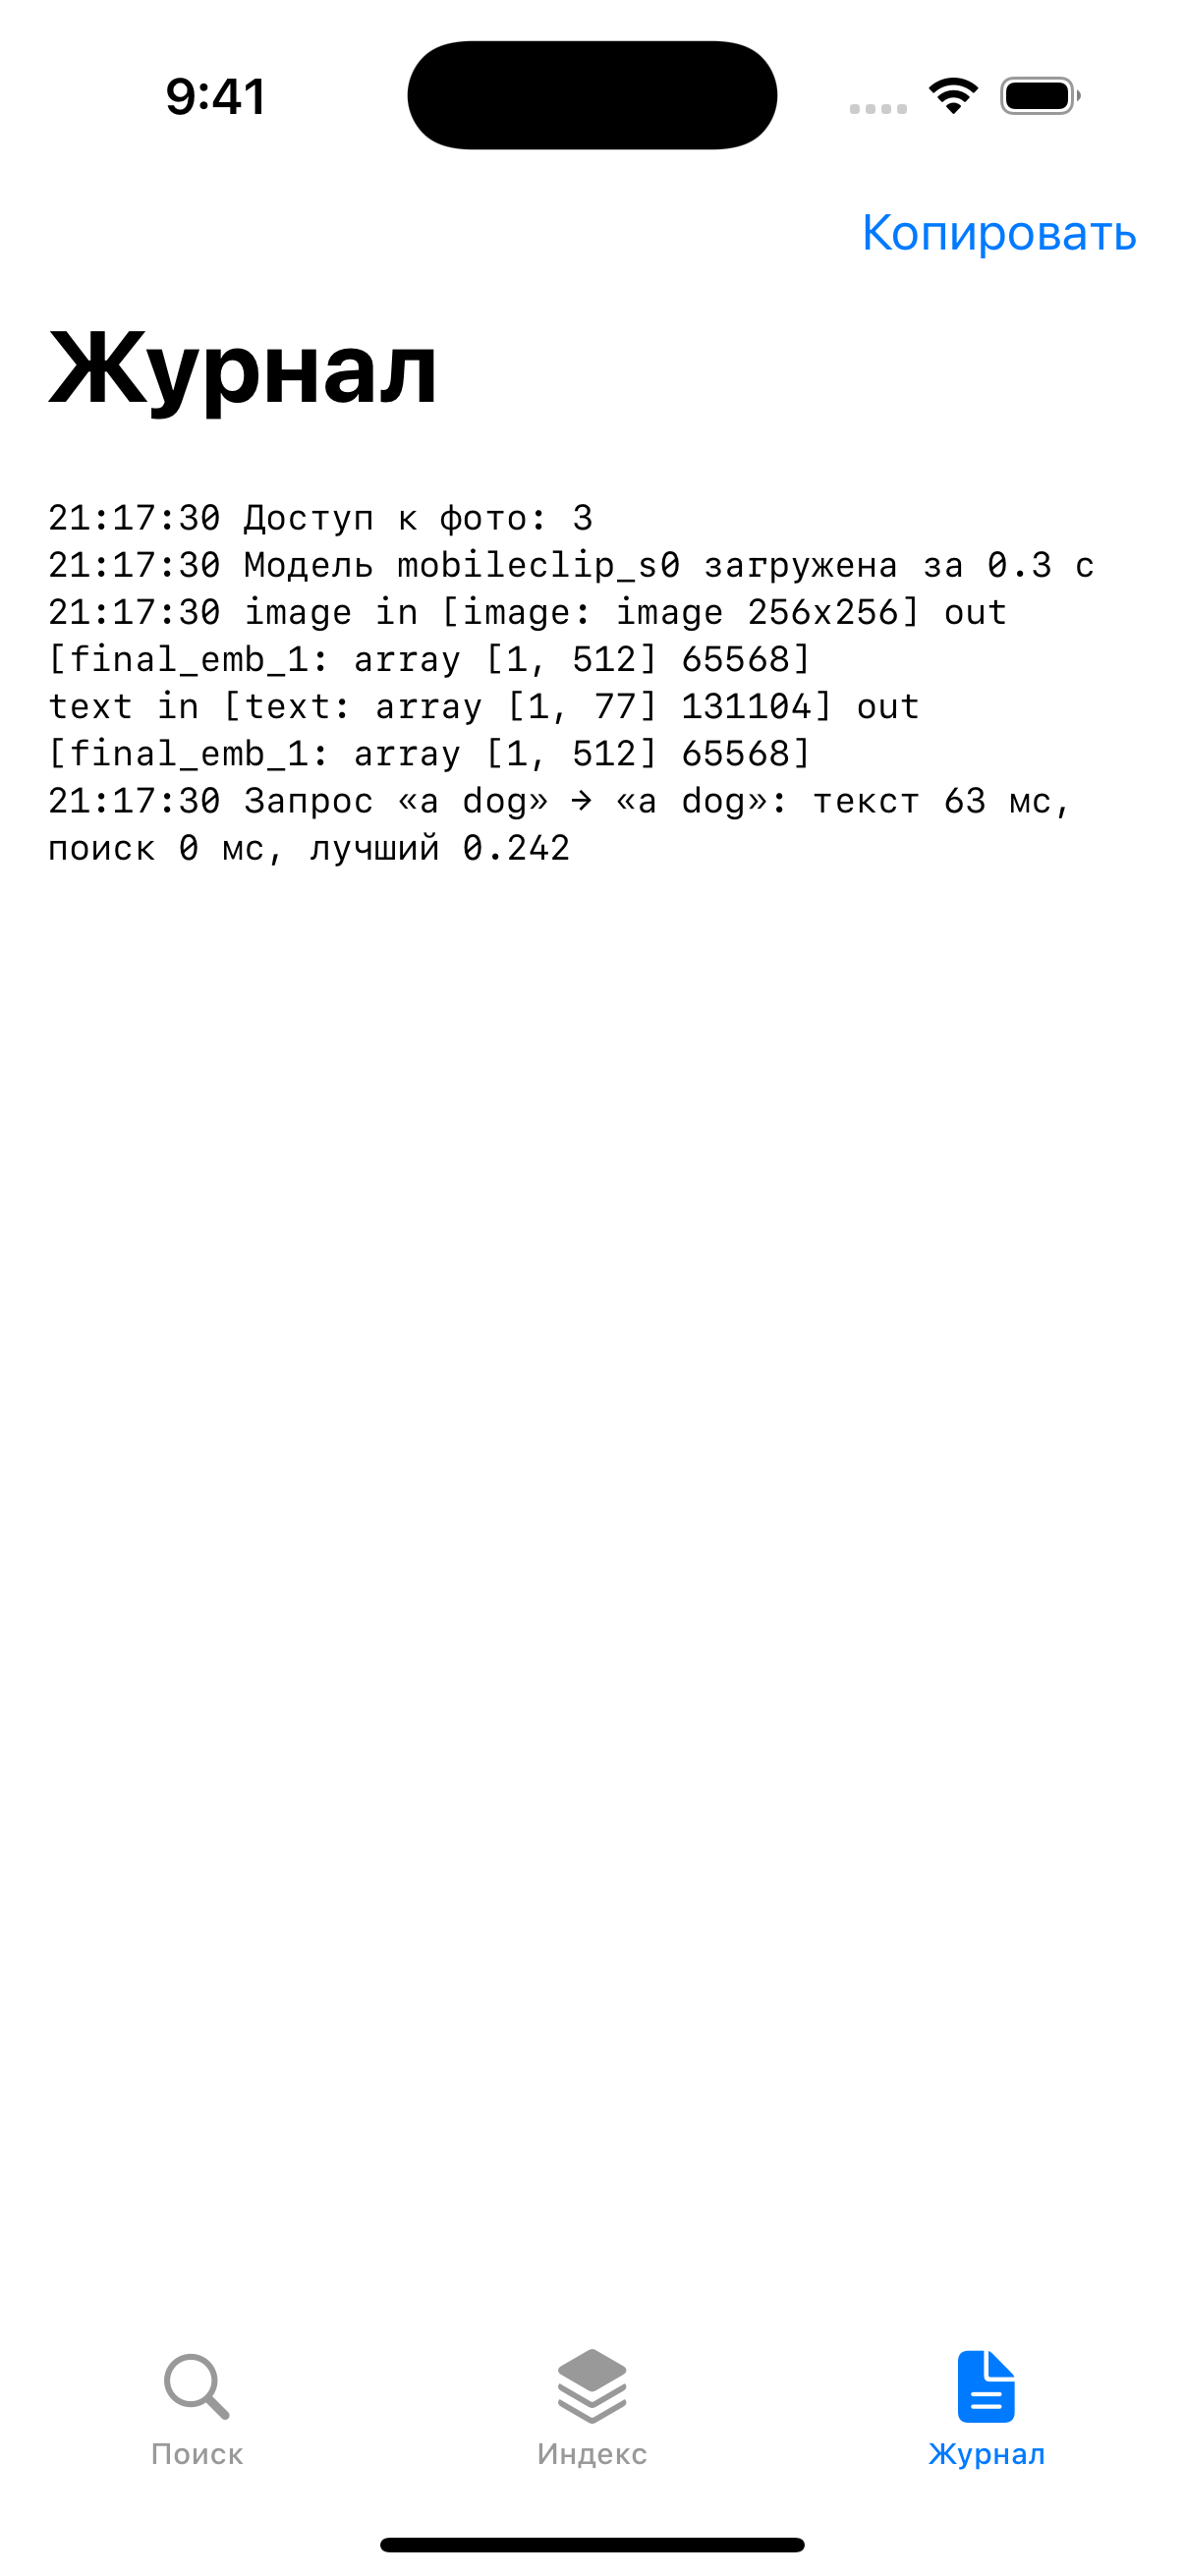 9:41
Копировать
Журнал
21:17:30 Доступ к фото: 3
21:17:30 Модель mobileclip_s0 загружена за 0.3 с
21:17:30 image in [image: image 256x256] out
[final_emb_1: array [1, 512] 65568]
text in [text: array [1, 77] 131104] out
[final_emb_1: array [1, 512] 65568]
21:17:30 Запрос «a dog» → «a dog»: текст 63 мс,
поиск 0 мс, лучший 0.242
Поиск
Индекс
Журнал